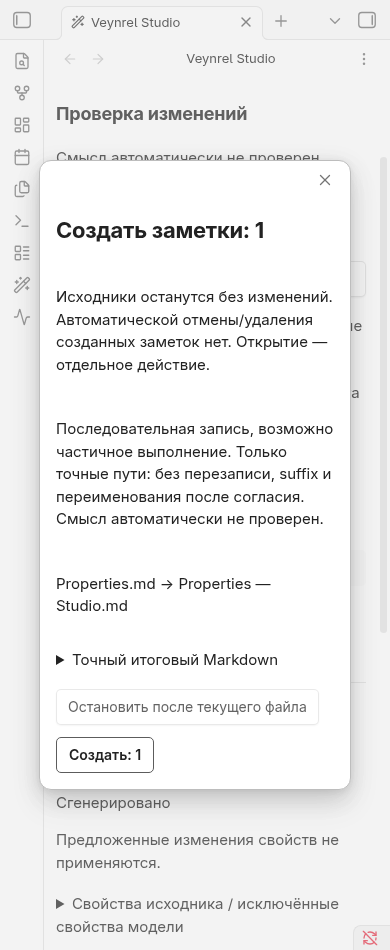 Veynrel Studio
Veynrel Studio
Проверка изменений
Смысл автоматически не проверен.
Создать заметки: 1
Исходники останутся без изменений.
Автоматической отмены/удаления
созданных заметок нет. Открытие —
отдельное действие.
Последовательная запись, возможно
частичное выполнение. Только
точные пути: без перезаписи, suffix и
переименования после согласия.
Смысл автоматически не проверен.
Properties.md → Properties —
Studio.md
Точный итоговый Markdown
Остановить после текущего файла
Создать: 1
Сгенерировано
Предложенные изменения свойств не
применяются.
Свойства исходника / исключённые
свойства модели